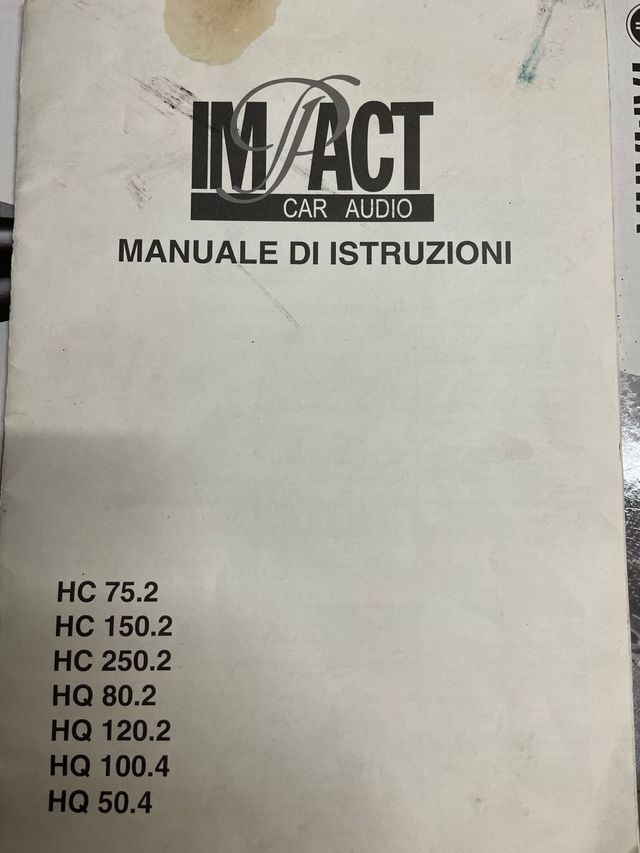 IMPACT
CAR AUDIO
MANUALE DI ISTRUZIONI
HC 75.2
HC 150.2
HC 250.2
HQ 80.2
HQ 120.2
HQ 100.4
HQ 50.4